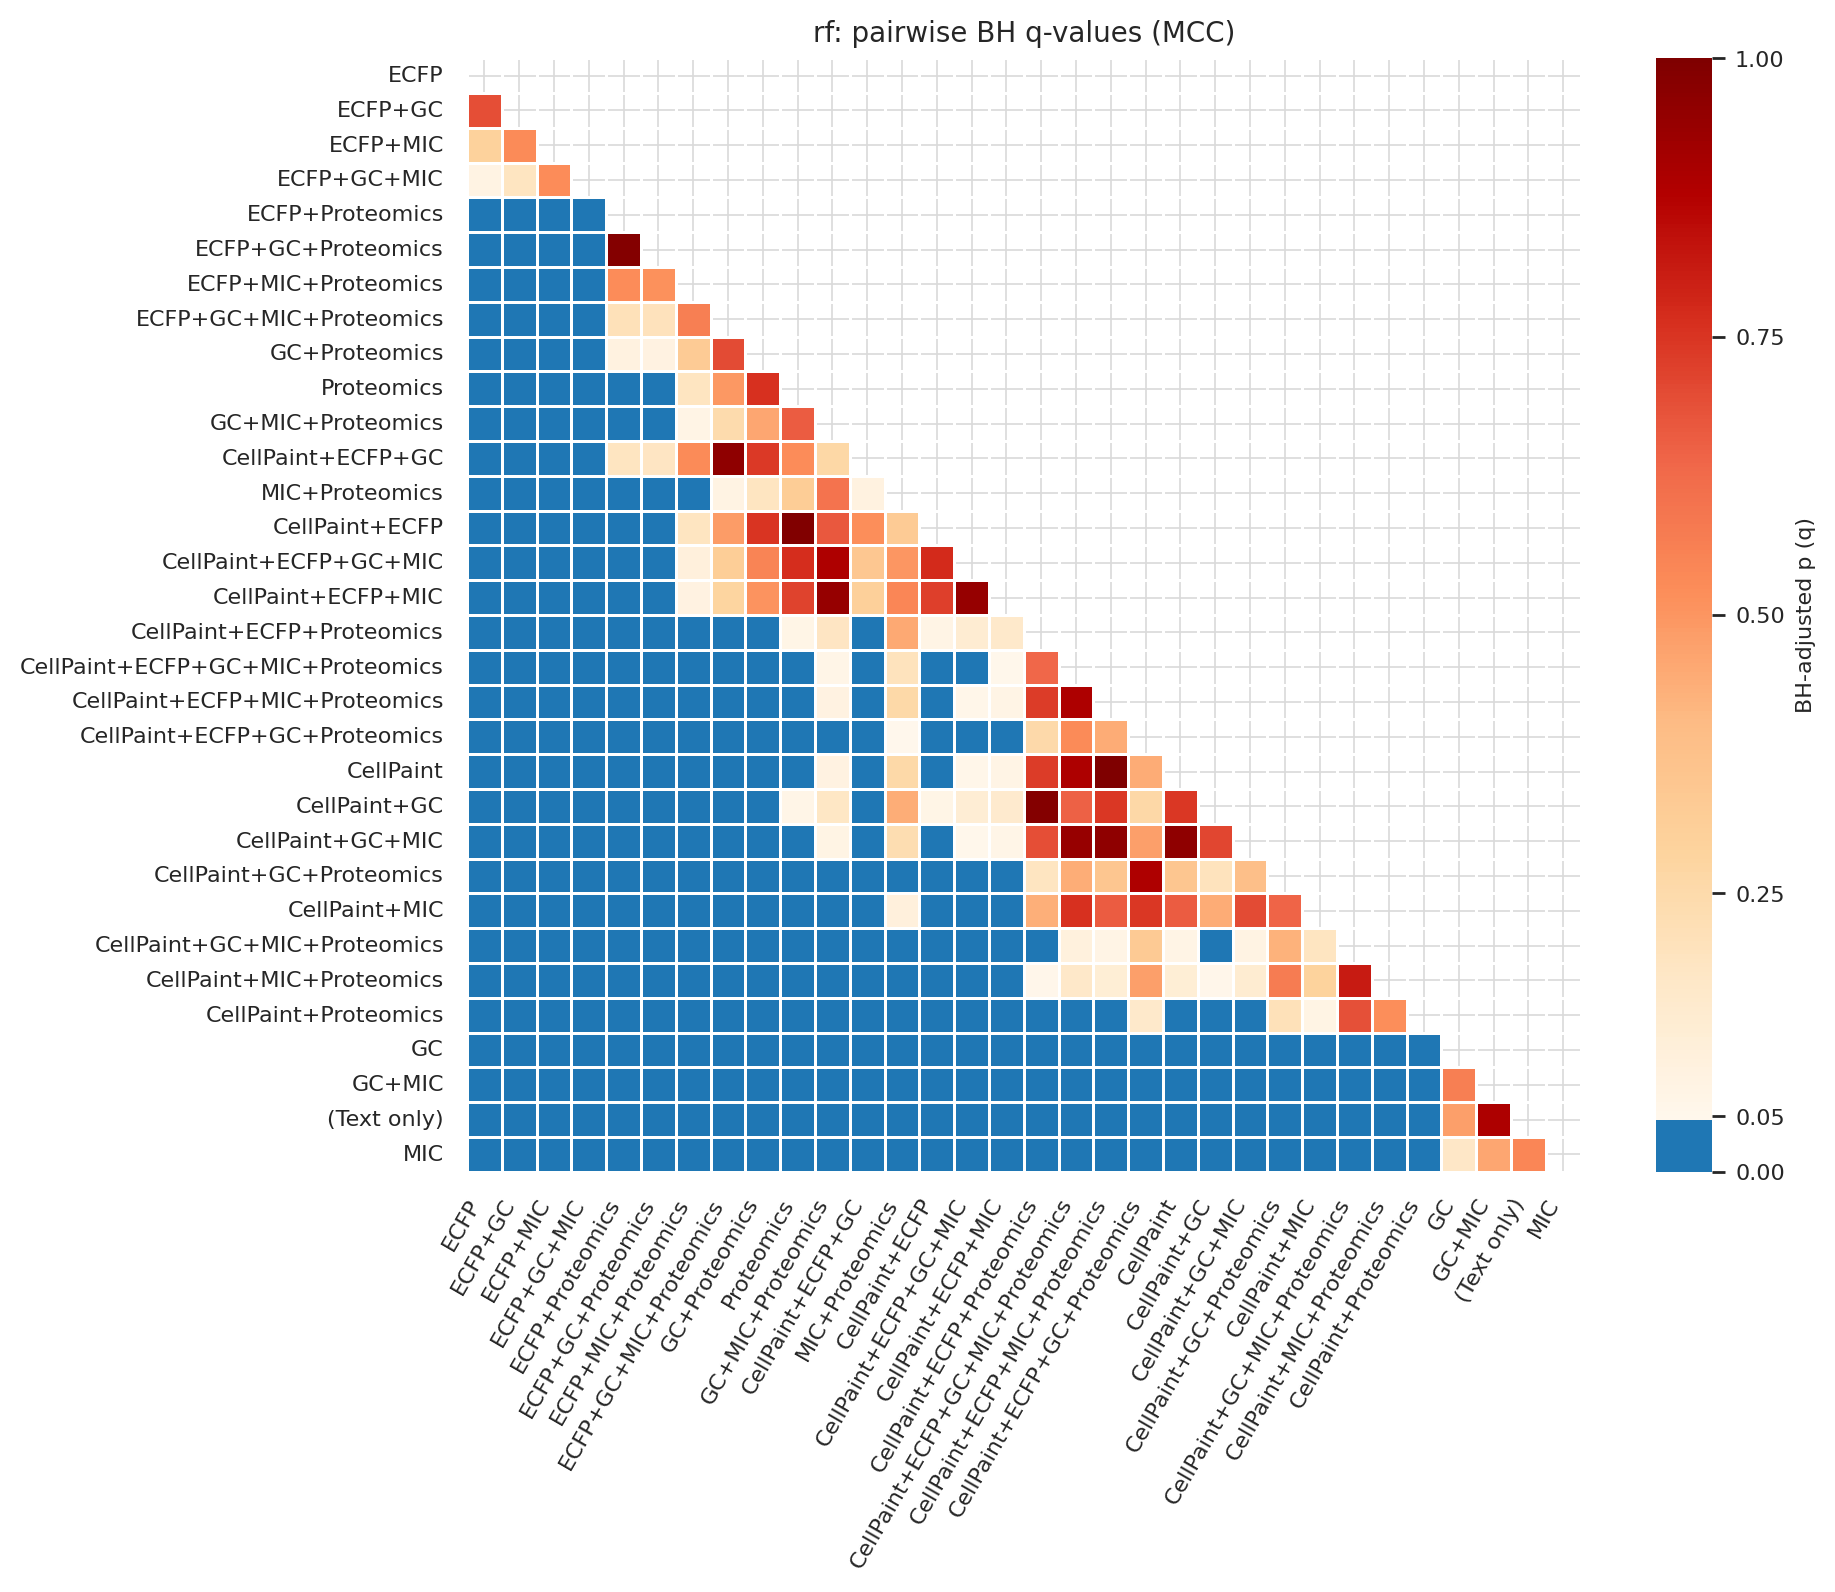 rf: pairwise BH q-values (MCC)
ECFP
ECFP+GC
ECFP+MIC
ECFP+GC+MIC
ECFP+Proteomics
ECFP+GC+Proteomics
ECFP+MIC+Proteomics
ECFP+GC+MIC+Proteomics
GC+Proteomics
Proteomics
GC+MIC+Proteomics
CellPaint+ECFP+GC
MIC+Proteomics
CellPaint+ECFP
CellPaint+ECFP+GC+MIC
CellPaint+ECFP+MIC
CellPaint+ECFP+Proteomics
CellPaint+ECFP+GC+MIC+Proteomics
CellPaint+ECFP+MIC+Proteomics
CellPaint+ECFP+GC+Proteomics
CellPaint
CellPaint+GC
CellPaint+GC+MIC
CellPaint+GC+Proteomics
CellPaint+MIC
CellPaint+GC+MIC+Proteomics
CellPaint+MIC+Proteomics
CellPaint+Proteomics
GC
GC+MIC
(Text only)
MIC
ECFP
ECFP+GC
ECFP+MIC
ECFP+GC+MIC
ECFP+Proteomics
ECFP+GC+Proteomics
ECFP+MIC+Proteomics
ECFP+GC+MIC+Proteomics
GC+Proteomics
Proteomics
GC+MIC+Proteomics
CellPaint+ECFP+GC
MIC+Proteomics
CellPaint+ECFP
CellPaint+ECFP+GC+MIC
CellPaint+ECFP+MIC
CellPaint+ECFP+Proteomics
CellPaint+ECFP+GC+MIC+Proteomics
CellPaint+ECFP+MIC+Proteomics
CellPaint+ECFP+GC+Proteomics
CellPaint
CellPaint+GC
CellPaint+GC+MIC
CellPaint+GC+Proteomics
CellPaint+MIC
CellPaint+GC+MIC+Proteomics
CellPaint+MIC+Proteomics
CellPaint+Proteomics
GC
GC+MIC
(Text only)
MIC
1.00
0.75
0.50
0.25
0.05
0.00
BH-adjusted p (q)